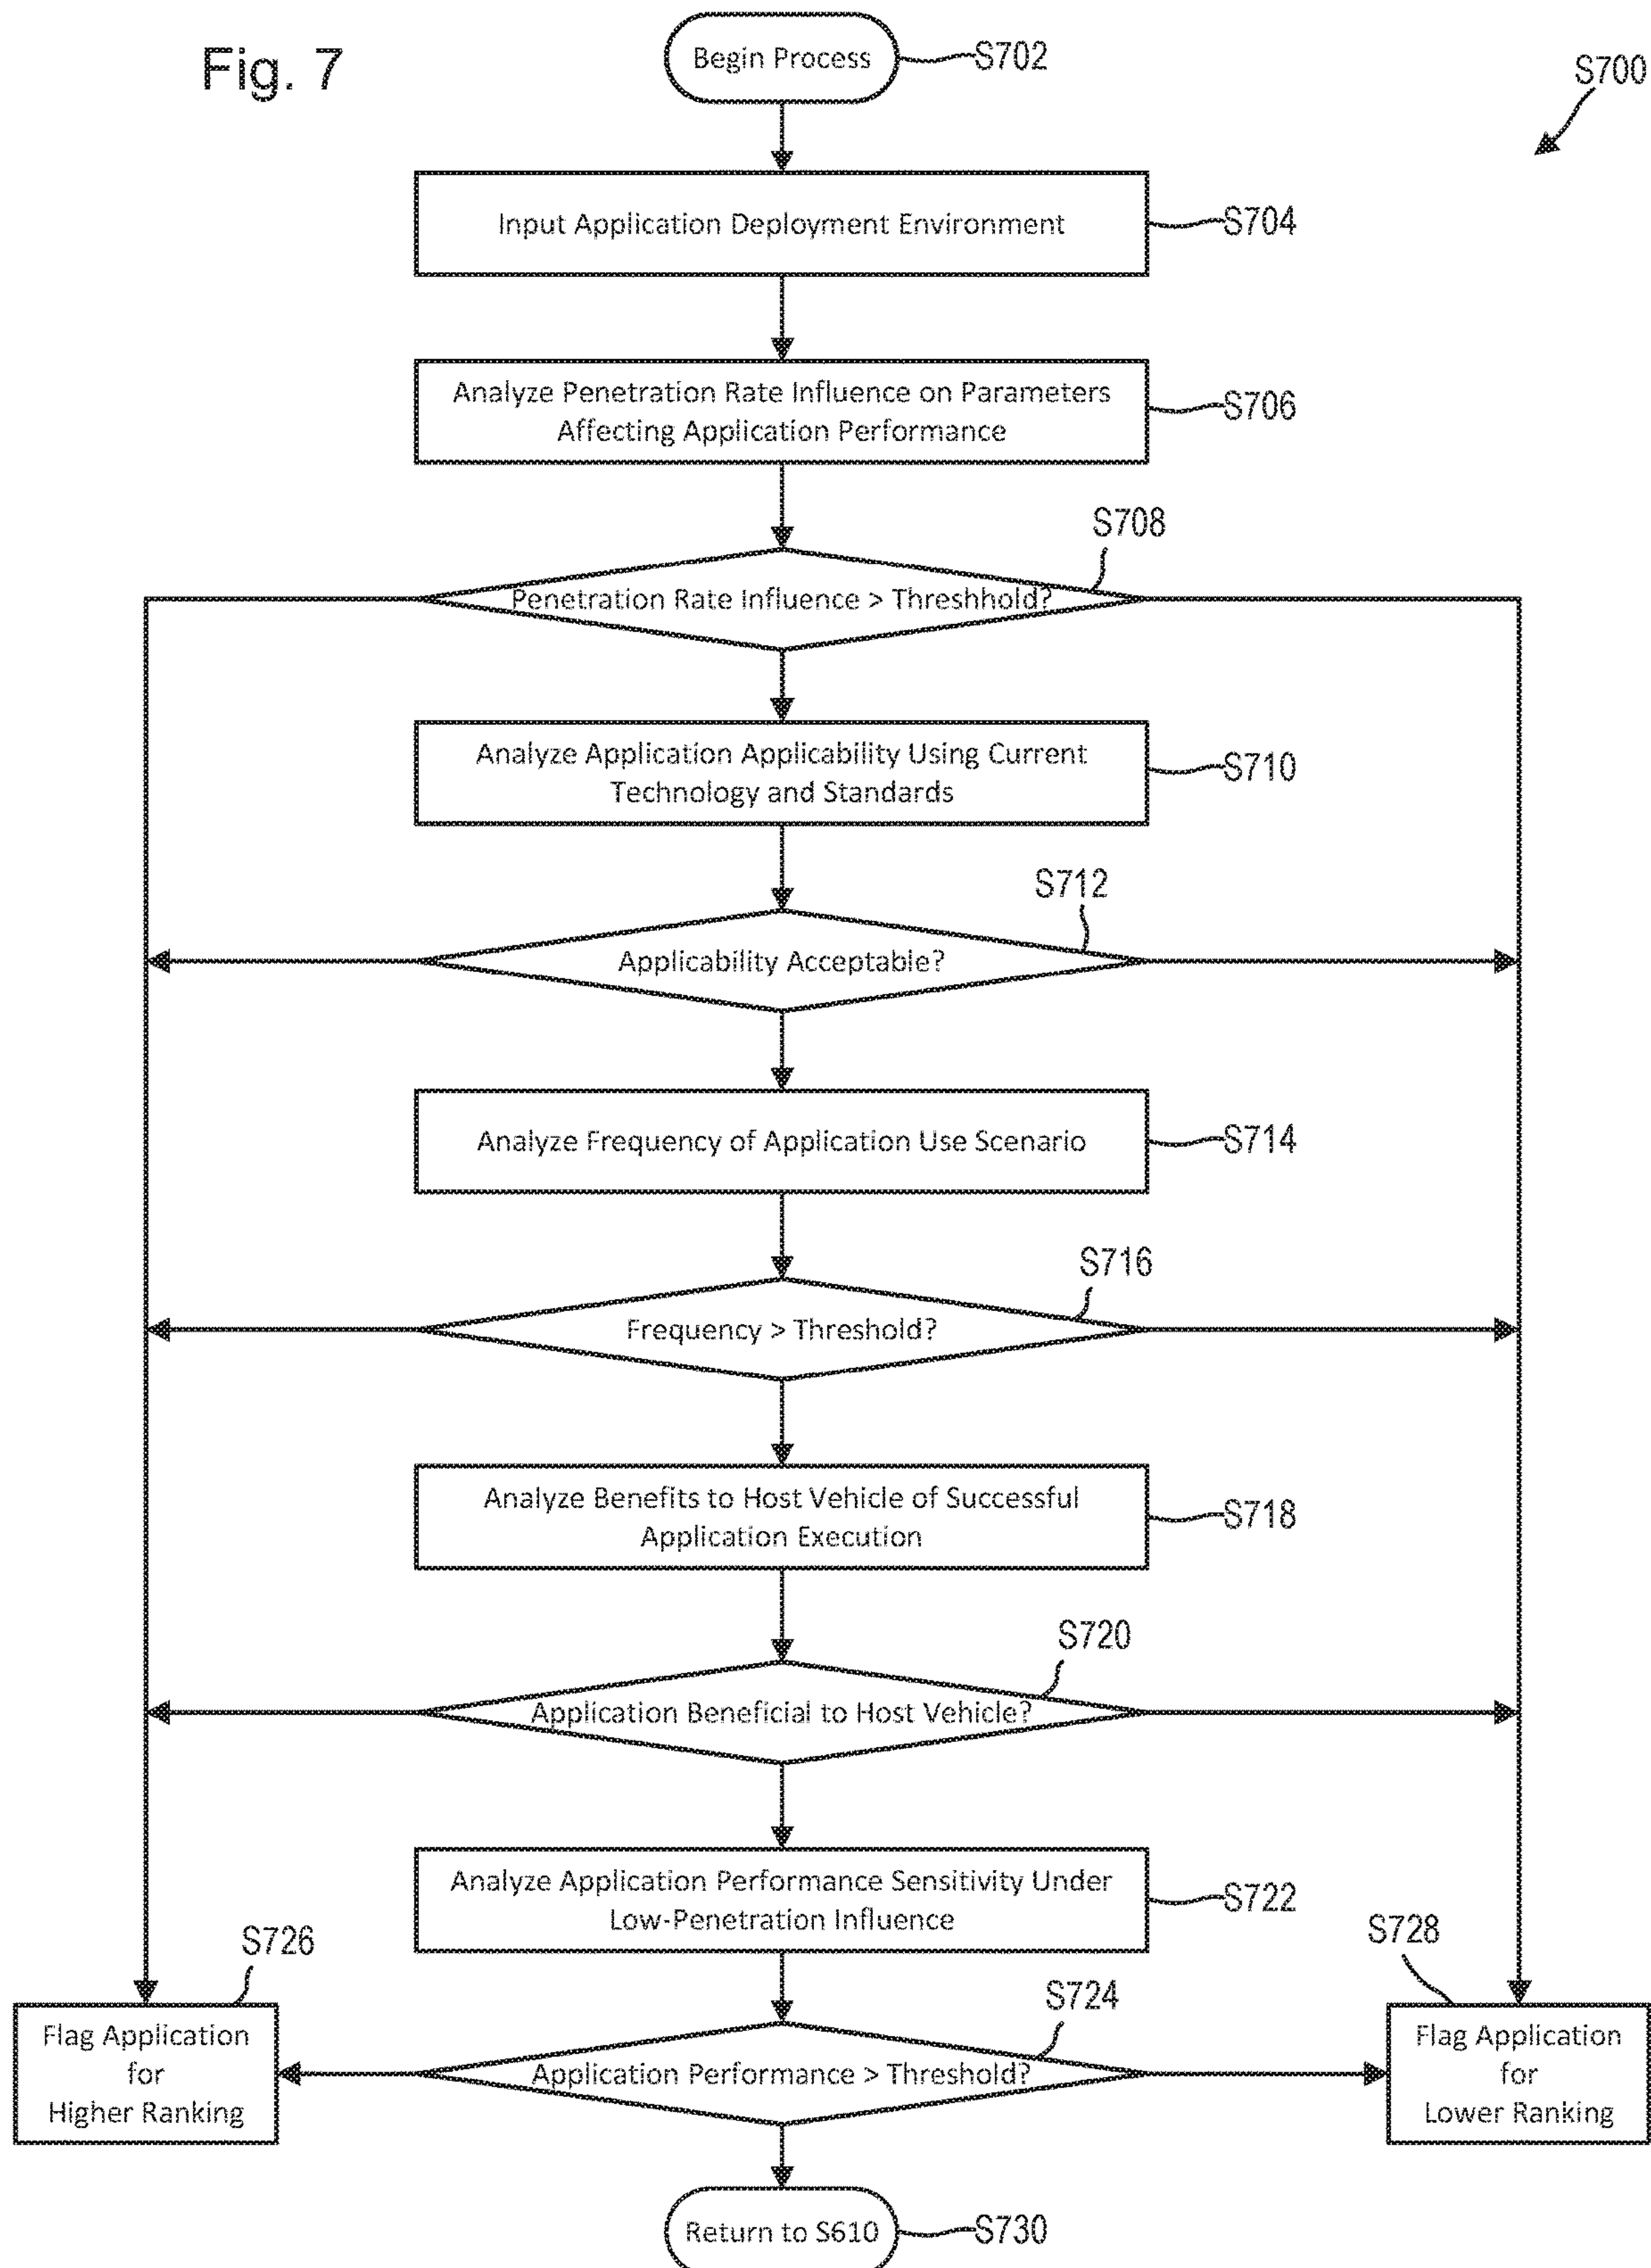 Fig. 7
Begin Process
S702
S700
Input Application Deployment Environment
S704
Analyze Penetration Rate Influence on Parameters
Affecting Application Performance
S706
S708
Penetration Rate Influence > Threshhold?
Analyze Application Applicability Using Current
Technology and Standards
S710
S712
Applicability Acceptable?
Analyze Frequency of Application Use Scenario
S714
S716
Frequency > Threshold?
Analyze Benefits to Host Vehicle of Successful
Application Execution
S718
S720
Application Beneficial to Host Vehicle?
Analyze Application Performance Sensitivity Under
Low-Penetration Influence
S722
S726
Flag Application
for
Higher Ranking
S724
Application Performance > Threshold?
S728
Flag Application
for
Lower Ranking
Return to S610
S730